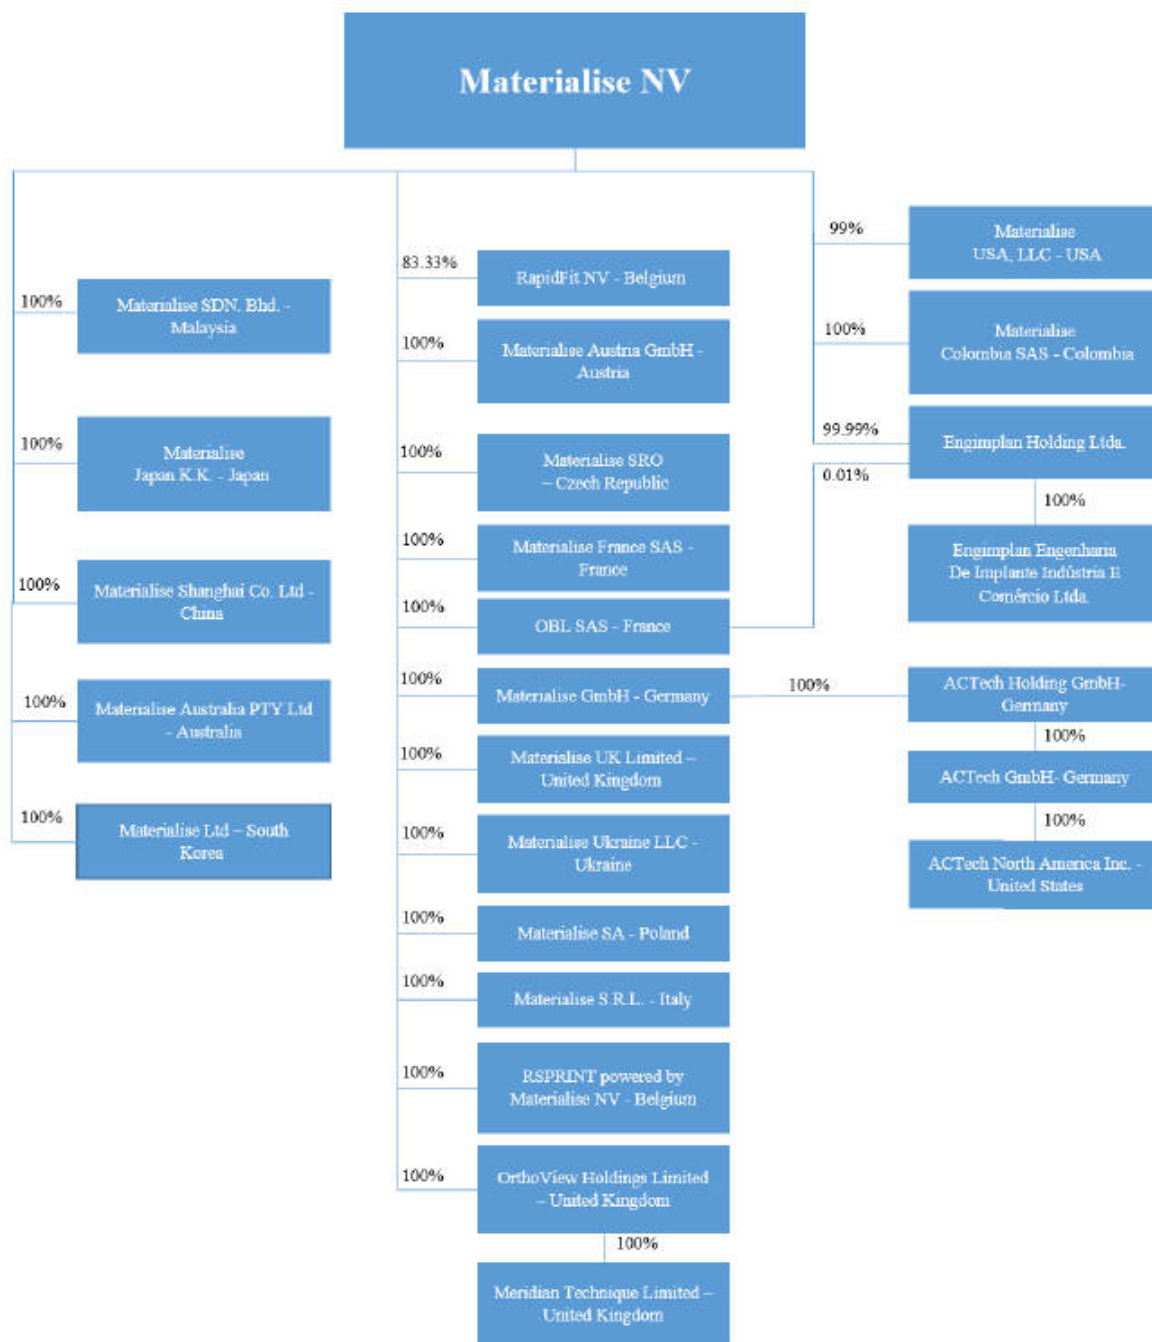 Materialise NV
100%
Materialise SDN. Bhd. -
Malaysia
100%
Materialise
Japan K.K. - Japan
100%
Materialise Shanghai Co. Ltd -
China
100%
Materialise Australia PTY Ltd
- Australia
100%
Materialise Ltd – South
Korea
83.33%
RapidFit NV - Belgium
100%
Materialise Austria GmbH -
Austria
100%
Materialise SRO
– Czech Republic
100%
Materialise France SAS -
France
100%
OBL SAS - France
100%
Materialise GmbH - Germany
100%
Materialise UK Limited –
United Kingdom
100%
Materialise Ukraine LLC -
Ukraine
100%
Materialise SA - Poland
100%
Materialise S.R.L. - Italy
100%
RSPRINT powered by
Materialise NV - Belgium
100%
OrthoView Holdings Limited
– United Kingdom
100%
Meridian Technique Limited –
United Kingdom
99%
Materialise
USA, LLC - USA
100%
Materialise
Colombia SAS - Colombia
99.99%
Engimplan Holding Ltda.
0.01%
100%
Engimplan Engenharia
De Implante Indústria E
Comércio Ltda.
100%
ACTech Holding GmbH-
Germany
100%
ACTech GmbH- Germany
100%
ACTech North America Inc. -
United States